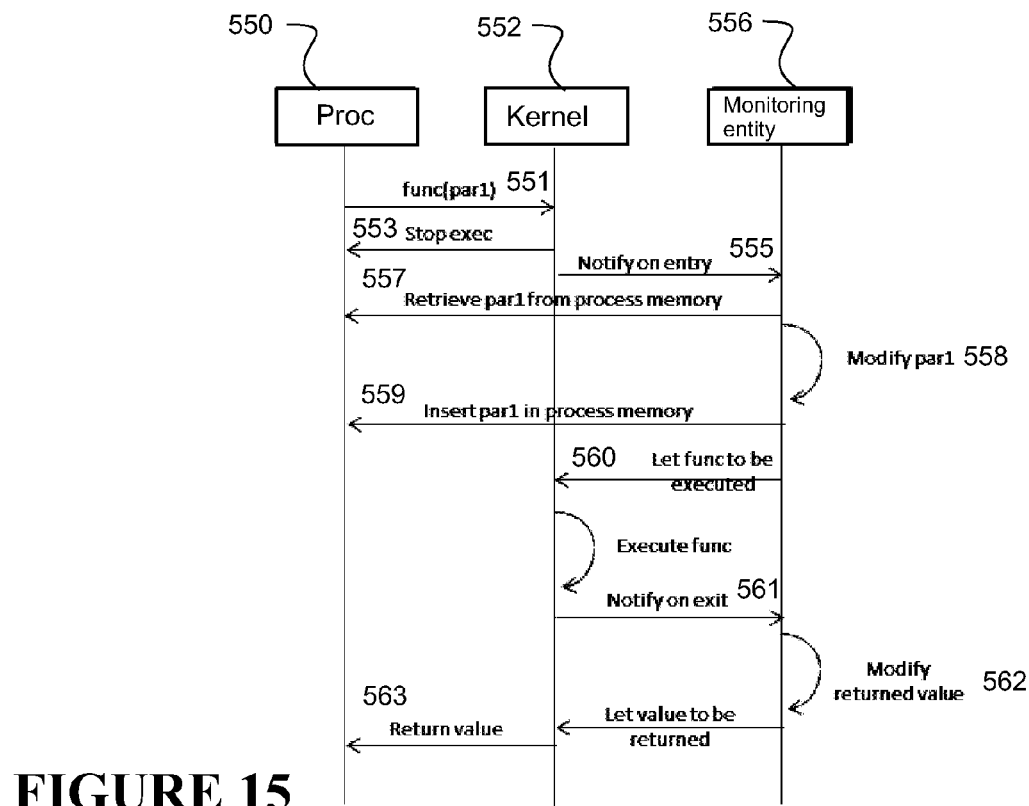 550
552
556
Proc
Kernel
Monitoring
entity
func(par1) 551
553 Stop exec
555
Notify on entry
557
Retrieve par1 from process memory
Modify par1 558
559
Insert par1 in process memory
560 Let func to be
executed
Execute func
Notify on exit 561
Modify
returned value 562
563
Let value to be
returned
Return value
FIGURE 15